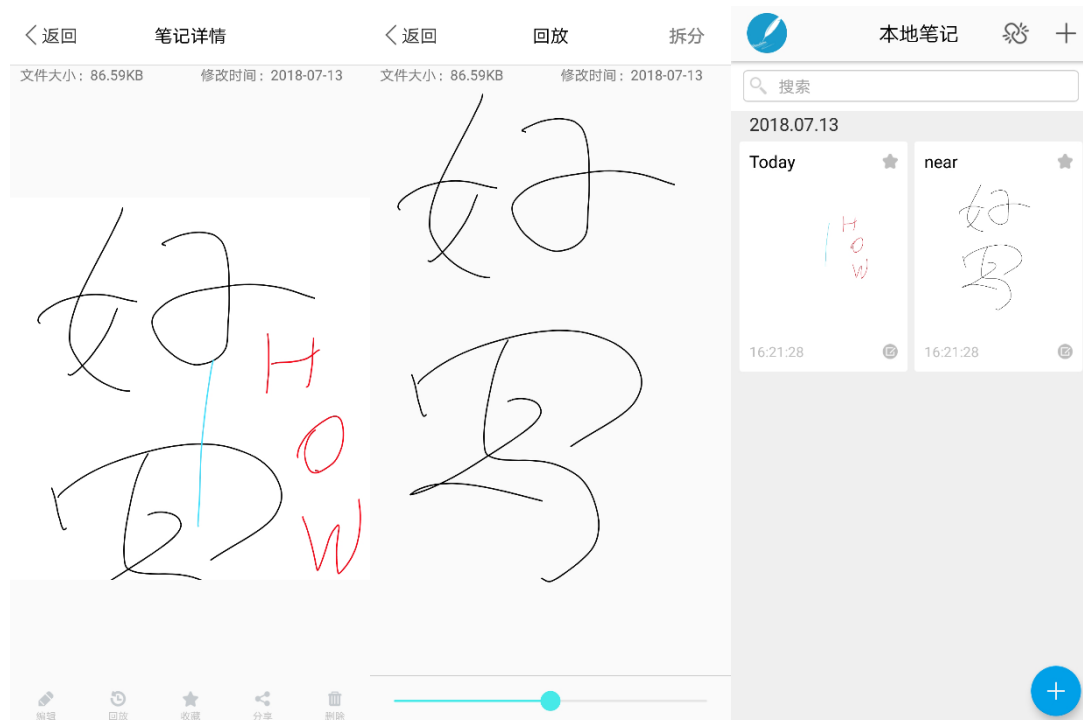 返回 笔记详情
文件大小：86.59KB 修改时间：2018-07-13
好
H
O
写
W
编辑 回放 收藏 分享 删除
返回 回放 拆分
文件大小：86.59KB 修改时间：2018-07-13
好
写
本地笔记
搜索
2018.07.13
Today
H
O
W
16:21:28
near
好
写
16:21:28